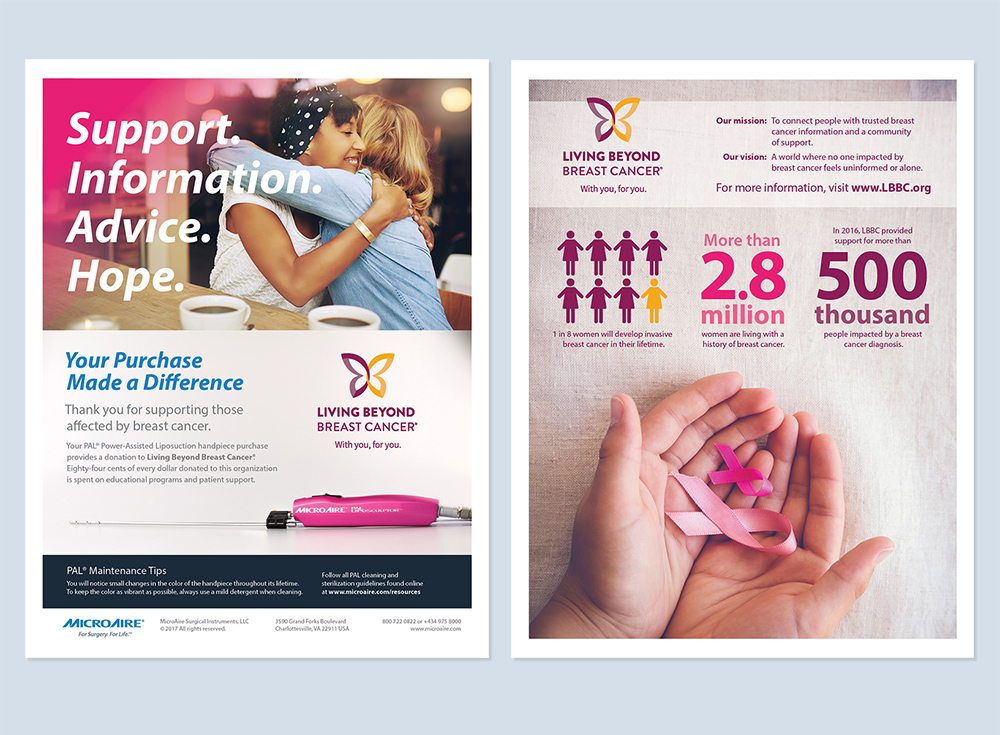 Support.
Information.
Advice.
Hope.
Your Purchase
Made a Difference
Thank you for supporting those
affected by breast cancer.
Your PAL® Power-Assisted Liposuction handpiece purchase
provides a donation to Living Beyond Breast Cancer®.
Eighty-four cents of every dollar donated to this organization
is spent on educational programs and patient support.
LIVING BEYOND
BREAST CANCER®
With you, for you.
MICROAIRE® PAL LIPOSCULPTOR™
PAL® Maintenance Tips
You will notice small changes in the color of the handpiece throughout its lifetime.
To keep the color as vibrant as possible, always use a mild detergent when cleaning.
Follow all PAL cleaning and
sterilization guidelines found online
at www.microaire.com/resources
MICROAIRE®
For Surgery. For Life.™
MicroAire Surgical Instruments, LLC
© 2017 All rights reserved.
3590 Grand Forks Boulevard
Charlottesville, VA 22911 USA
800 722 0822 or +434 975 8000
www.microaire.com
LIVING BEYOND
BREAST CANCER®
With you, for you.
Our mission: To connect people with trusted breast
cancer information and a community
of support.
Our vision: A world where no one impacted by
breast cancer feels uninformed or alone.
For more information, visit www.LBBC.org
1 in 8 women will develop invasive
breast cancer in their lifetime.
More than
2.8
million
women are living with a
history of breast cancer.
In 2016, LBBC provided
support for more than
500
thousand
people impacted by a breast
cancer diagnosis.